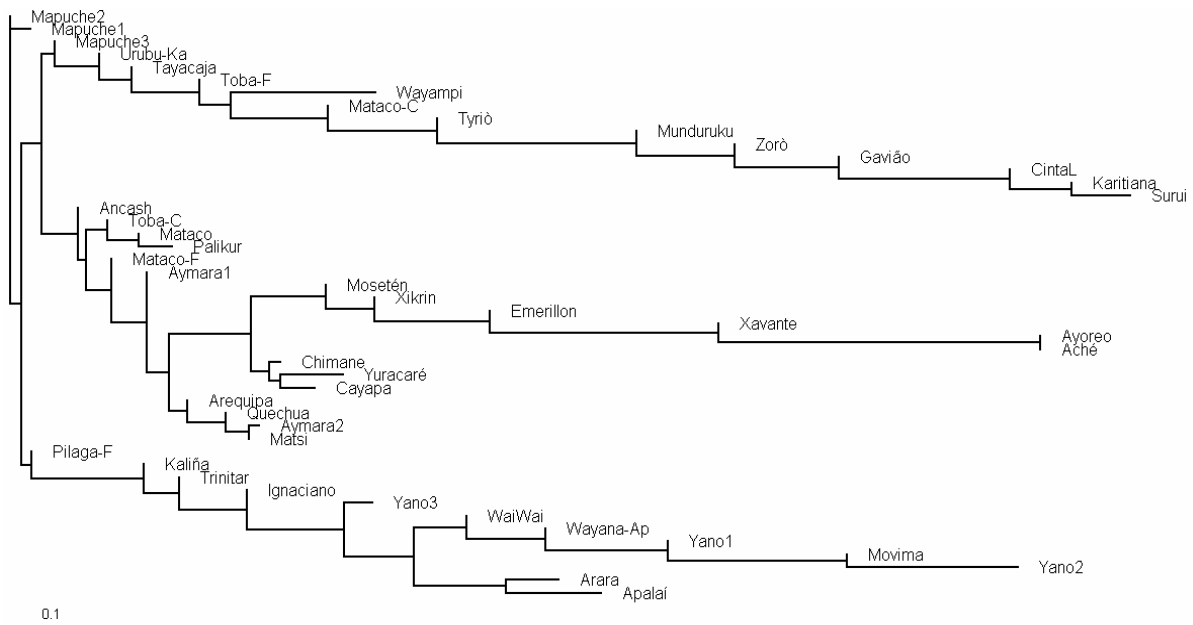 Mapuche2
Mapuche1
Mapuche3
Urubu-Ka
Tayacaja
Toba-F
Wayampi
Mataco-C
Tyriò
Munduruku
Zorò
Gavião
CintaL
Karitiana
Surui
Ancash
Toba-C
Mataco
Palikur
Mataco-F
Aymara1
Mosetén
Xikrin
Emerillon
Xavante
Ayoreo
Aché
Chimane
Yuracaré
Cayapa
Arequipa
Quechua
Aymara2
Matsi
Pilaga-F
Kaliña
Trinitar
Ignaciano
Yano3
WaiWai
Wayana-Ap
Yano1
Movima
Yano2
Arara
Apalaí
0.1